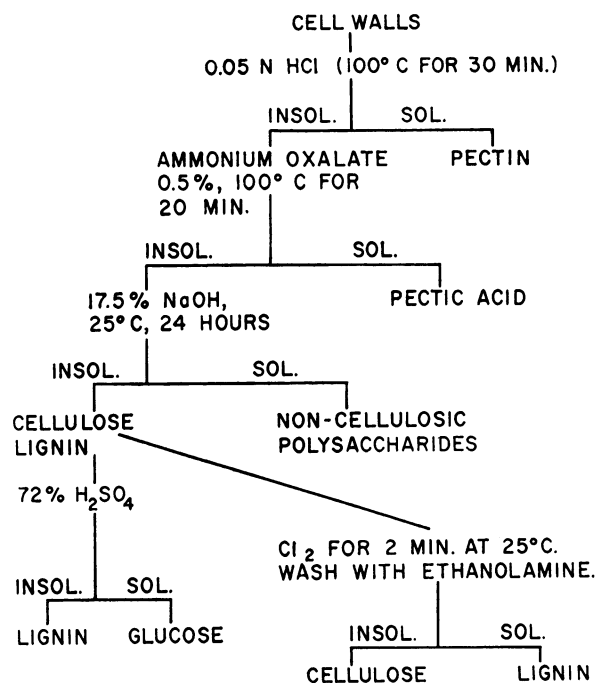 CELL WALLS
0.05 N HCl (100° C FOR 30 MIN.)
INSOL. SOL.
AMMONIUM OXALATE
0.5%, 100° C FOR
20 MIN.
PECTIN
INSOL. SOL.
17.5% NaOH,
25°C, 24 HOURS
PECTIC ACID
INSOL. SOL.
CELLULOSE
LIGNIN
NON-CELLULOSIC
POLYSACCHARIDES
72% H₂SO₄
Cl₂ FOR 2 MIN. AT 25°C.
WASH WITH ETHANOLAMINE.
INSOL. SOL.
LIGNIN GLUCOSE
INSOL. SOL.
CELLULOSE LIGNIN